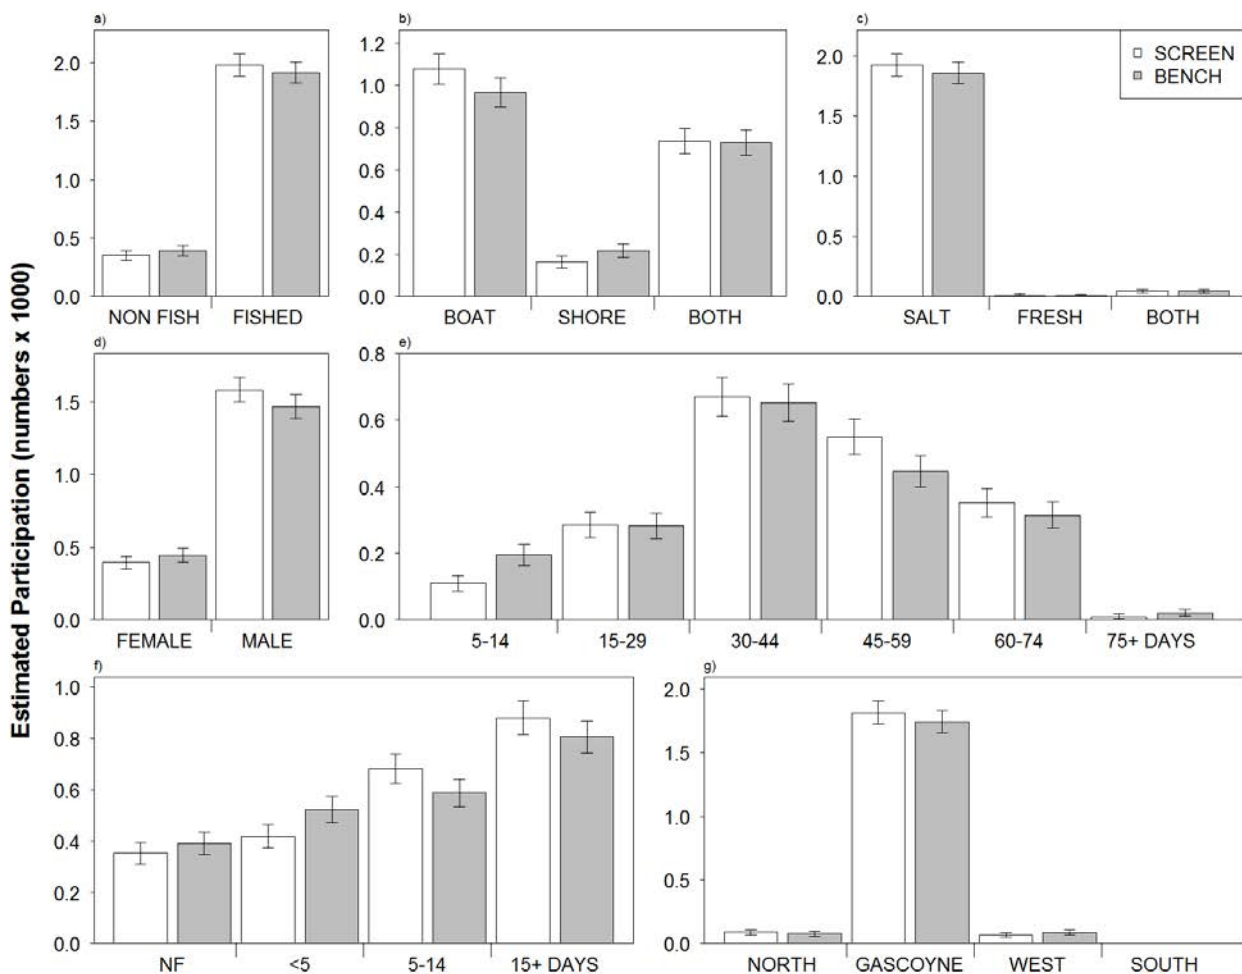 a)
b)
c)
SCREEN
BENCH
2.0
1.5
1.0
0.5
0.0
NON FISH FISHED
1.2
1.0
0.8
0.6
0.4
0.2
0.0
BOAT SHORE BOTH
2.0
1.5
1.0
0.5
0.0
SALT FRESH BOTH
Estimated Participation (numbers x 1000)
d)
1.5
1.0
0.5
0.0
FEMALE MALE
e)
0.8
0.6
0.4
0.2
0.0
5-14 15-29 30-44 45-59 60-74 75+ DAYS
f)
1.0
0.8
0.6
0.4
0.2
0.0
NF <5 5-14 15+ DAYS
g)
2.0
1.5
1.0
0.5
0.0
NORTH GASCOYNE WEST SOUTH